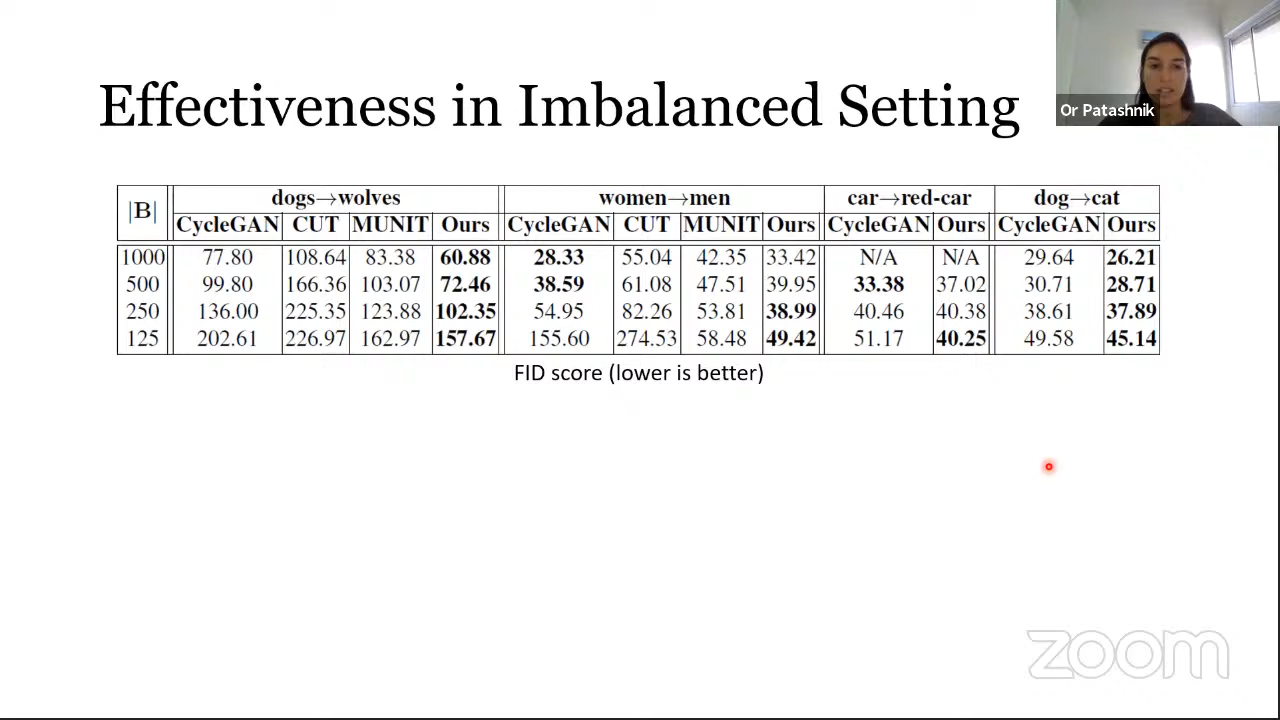 Effectiveness in Imbalanced Setting
Or Patashnik
|B| dogs→wolves women→men car→red-car dog→cat
CycleGAN CUT MUNIT Ours CycleGAN CUT MUNIT Ours CycleGAN Ours CycleGAN Ours
1000 77.80 108.64 83.38 60.88 28.33 55.04 42.35 33.42 N/A N/A 29.64 26.21
500 99.80 166.36 103.07 72.46 38.59 61.08 47.51 39.95 33.38 37.02 30.71 28.71
250 136.00 225.35 123.88 102.35 54.95 82.26 53.81 38.99 40.46 40.38 38.61 37.89
125 202.61 226.97 162.97 157.67 155.60 274.53 58.48 49.42 51.17 40.25 49.58 45.14
FID score (lower is better)
zoom